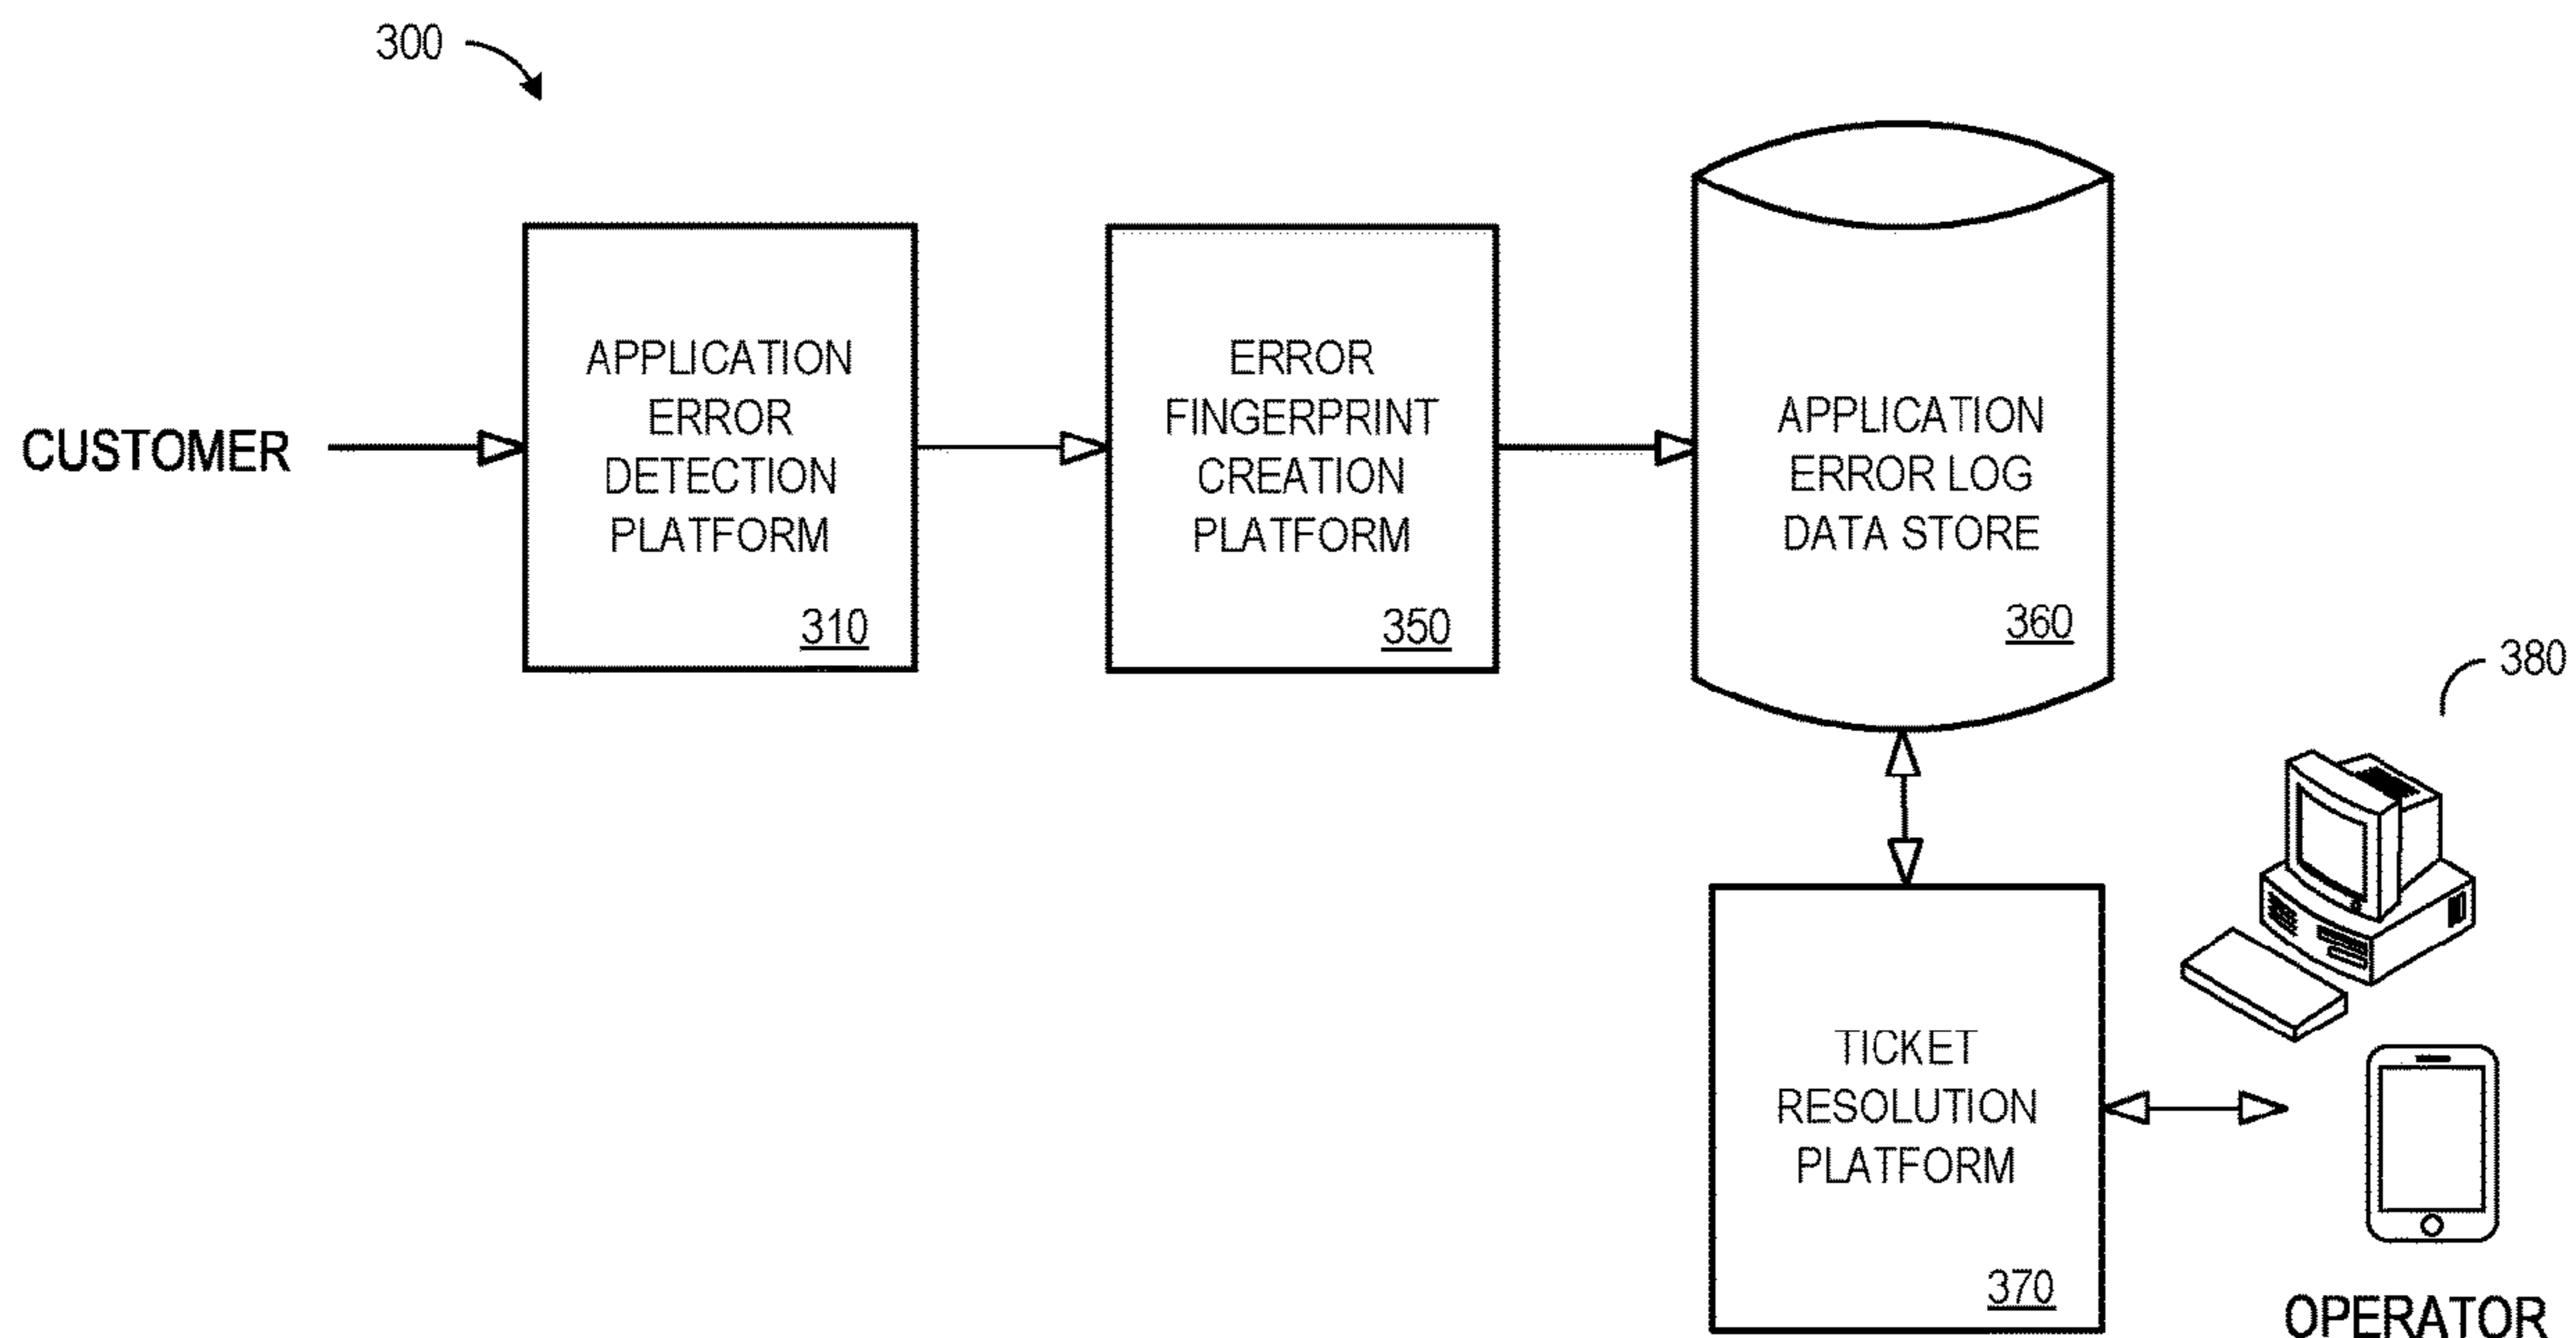 300
CUSTOMER
APPLICATION
ERROR
DETECTION
PLATFORM
310
ERROR
FINGERPRINT
CREATION
PLATFORM
350
APPLICATION
ERROR LOG
DATA STORE
360
380
TICKET
RESOLUTION
PLATFORM
370
OPERATOR